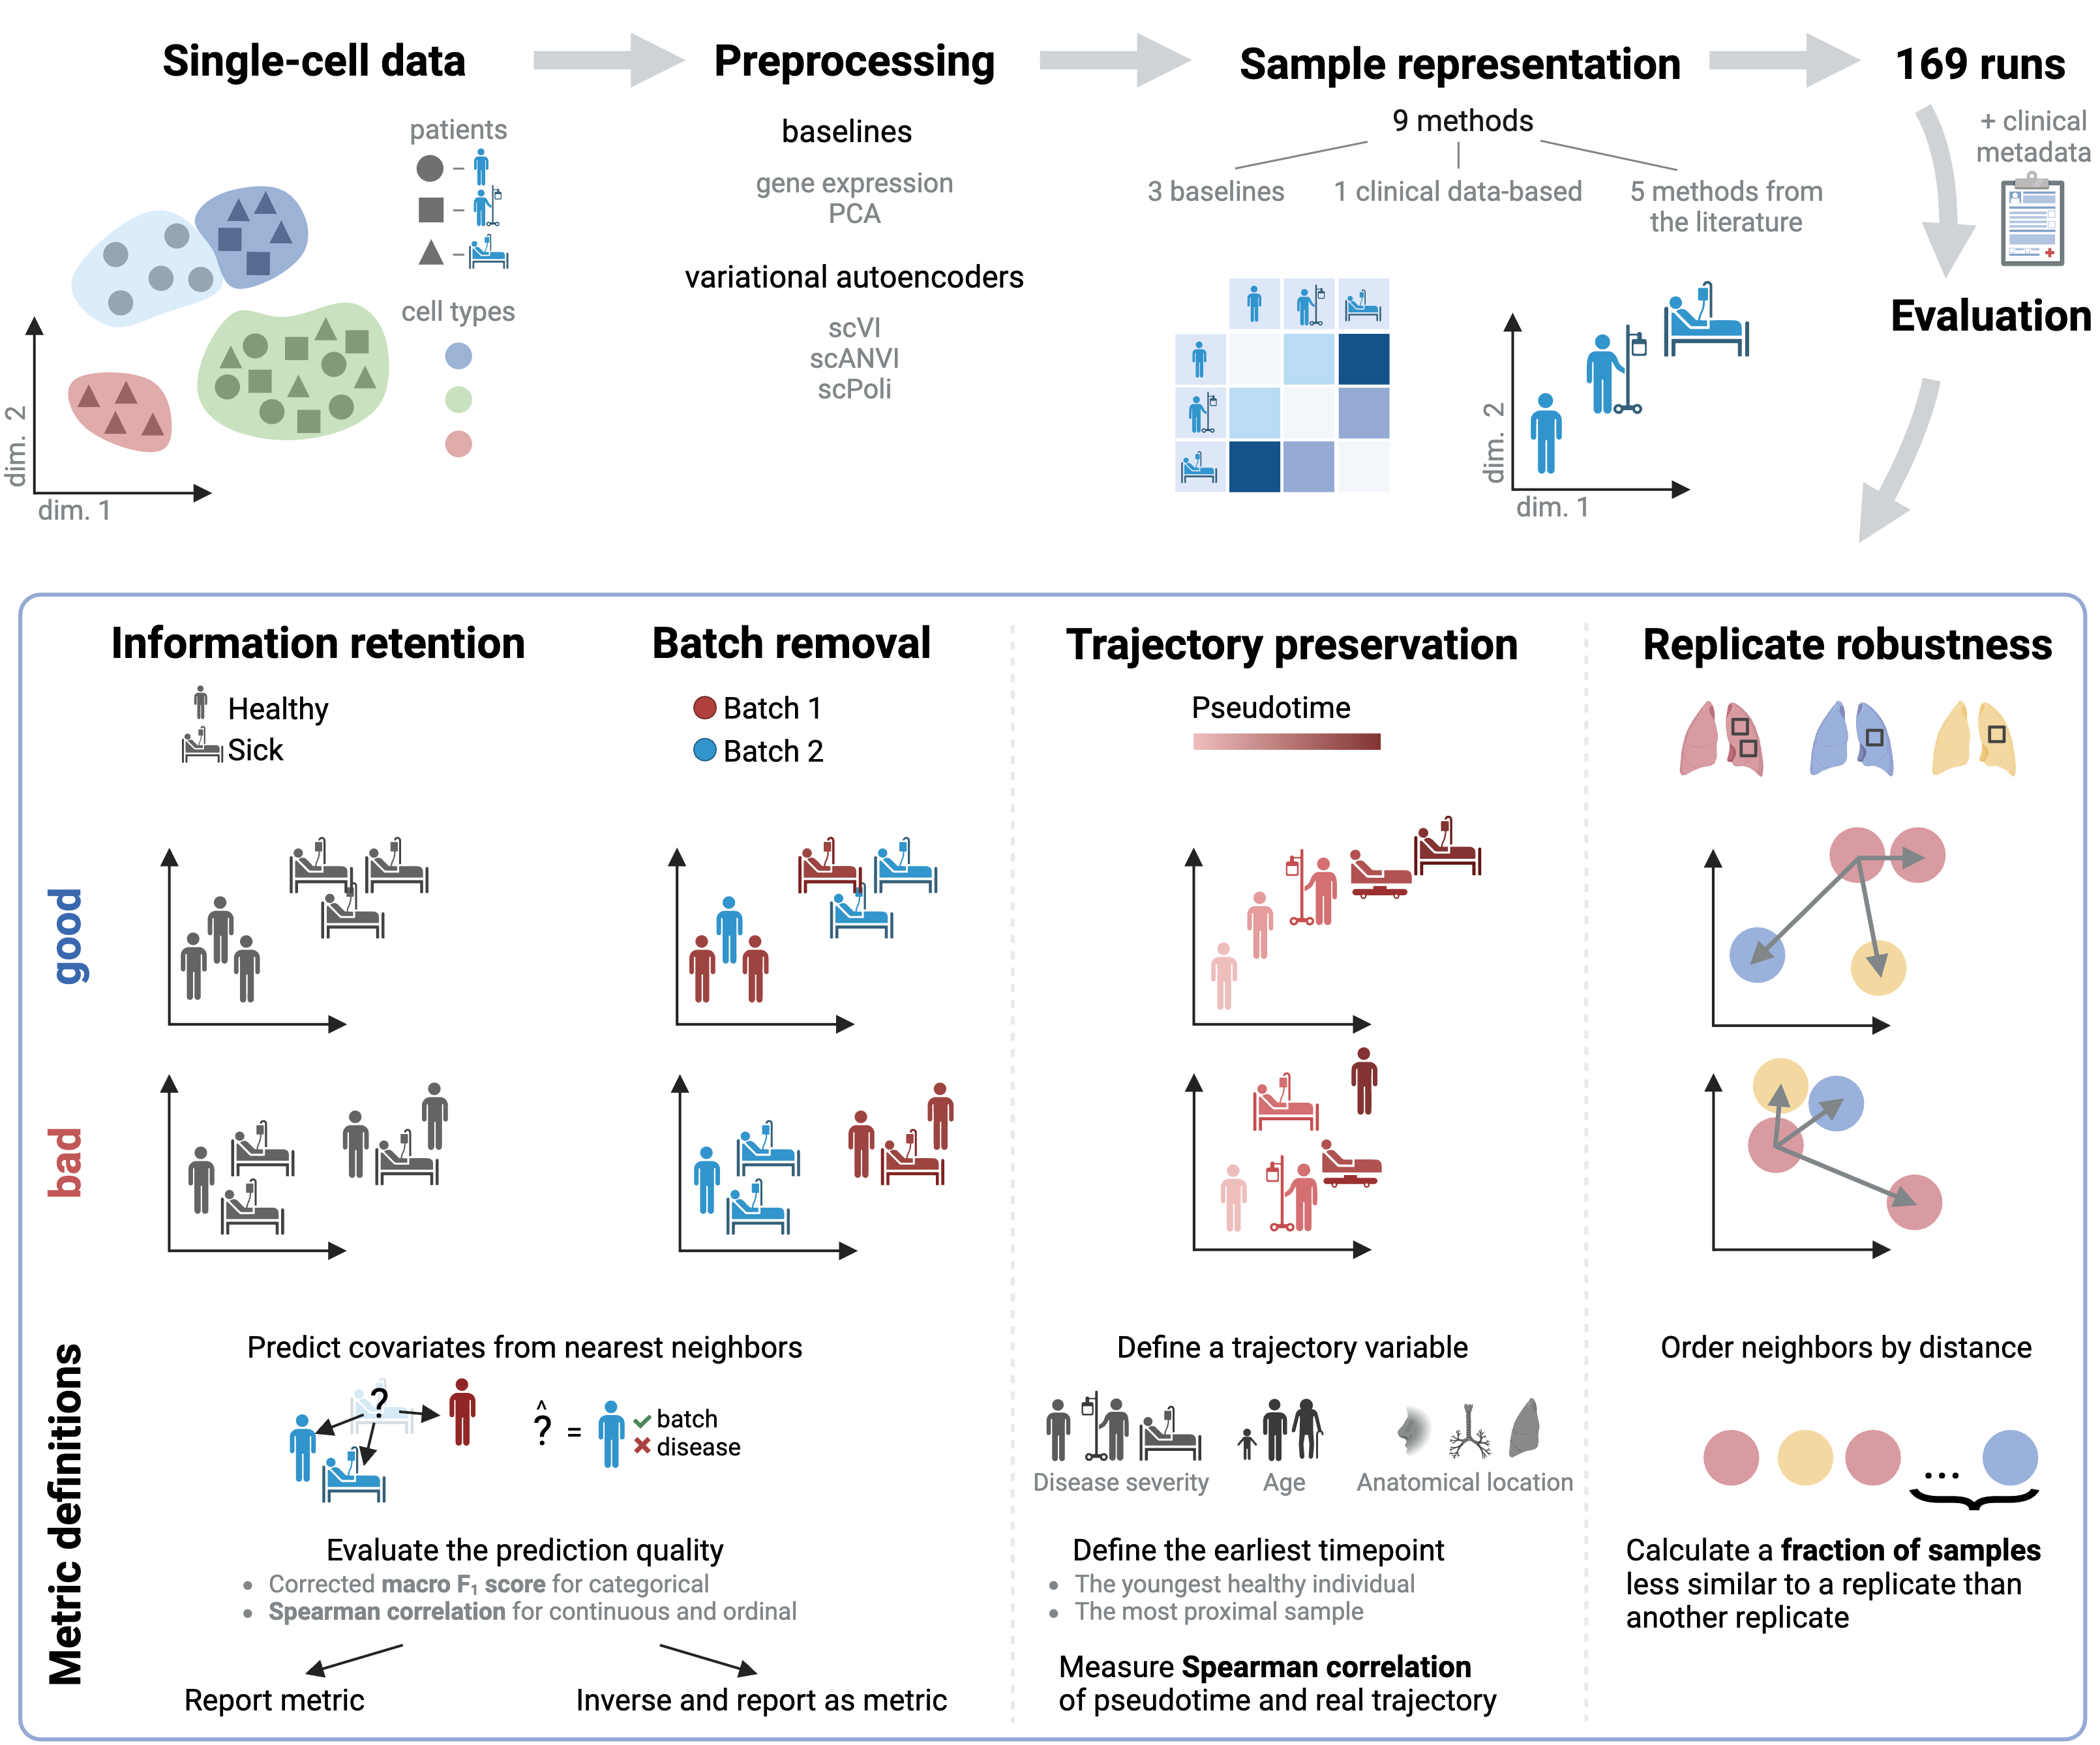 Single-cell data
Preprocessing
Sample representation
169 runs
patients
cell types
dim. 2
dim. 1
baselines
gene expression
PCA
variational autoencoders
scVI
scANVI
scPoli
9 methods
3 baselines
1 clinical data-based
5 methods from
the literature
dim. 2
dim. 1
+ clinical
metadata
Evaluation
Information retention
Healthy
Sick
Batch removal
Batch 1
Batch 2
Trajectory preservation
Pseudotime
Replicate robustness
good
bad
Metric definitions
Predict covariates from nearest neighbors
?
^
? =
batch
disease
Evaluate the prediction quality
• Corrected macro F₁ score for categorical
• Spearman correlation for continuous and ordinal
Report metric
Inverse and report as metric
Define a trajectory variable
Disease severity
Age
Anatomical location
Define the earliest timepoint
• The youngest healthy individual
• The most proximal sample
Measure Spearman correlation
of pseudotime and real trajectory
Order neighbors by distance
...
Calculate a fraction of samples
less similar to a replicate than
another replicate